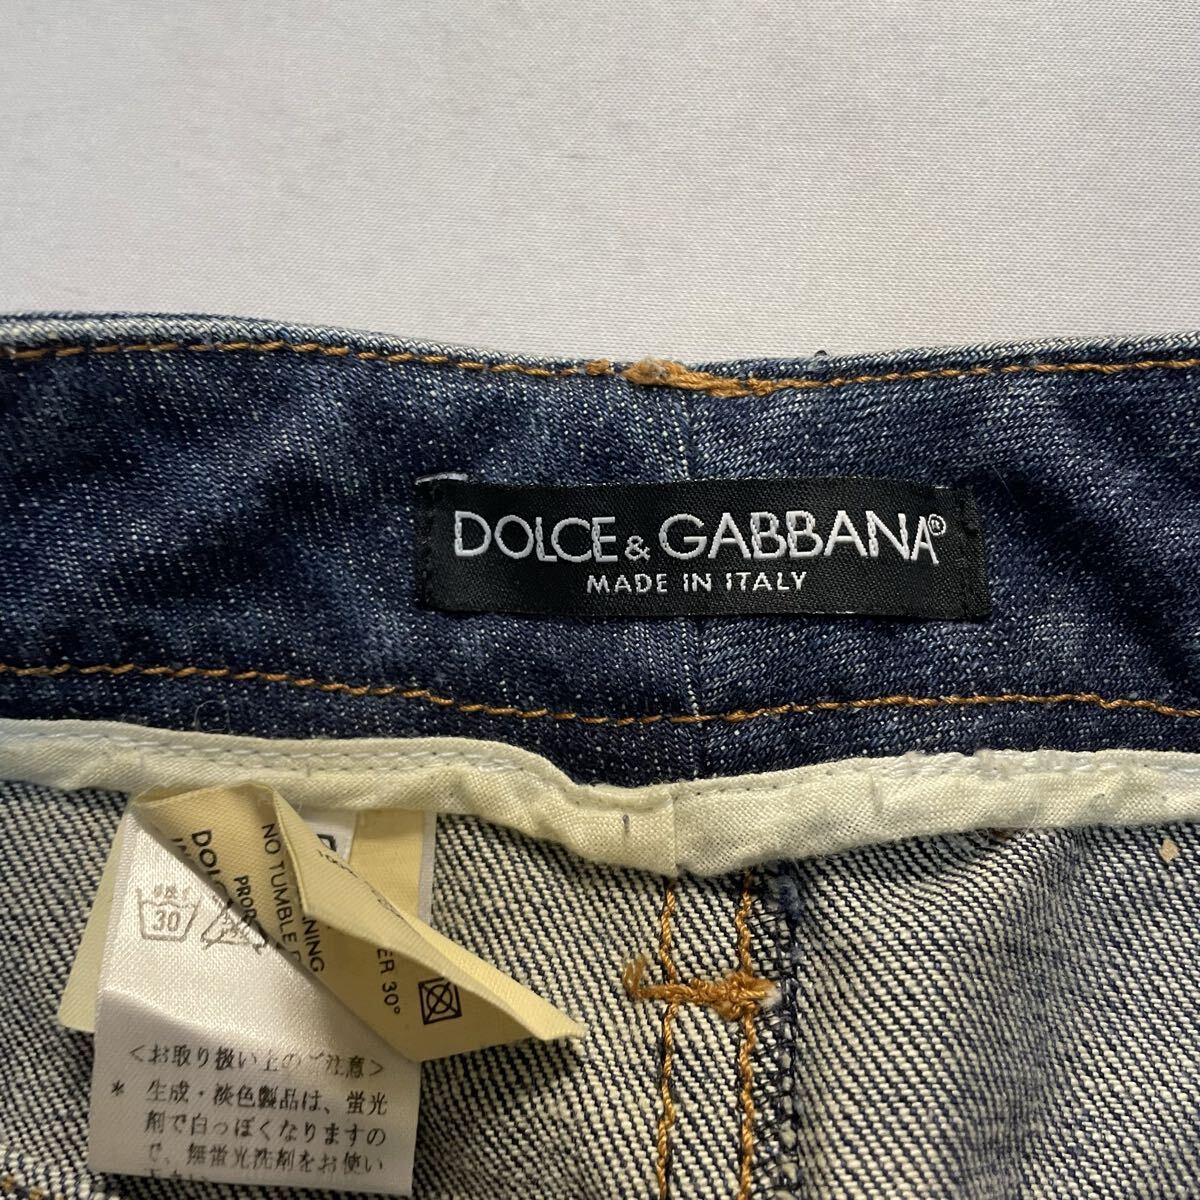 DOLCE & GABBANA®
MADE IN ITALY
DOL
PROD
NO TUMBLE
ER 30°
30
<お取り扱い上のご注意>
* 生成・淡色製品は、蛍光
剤で白っぽくなりますの
で、無蛍光洗剤をお使い